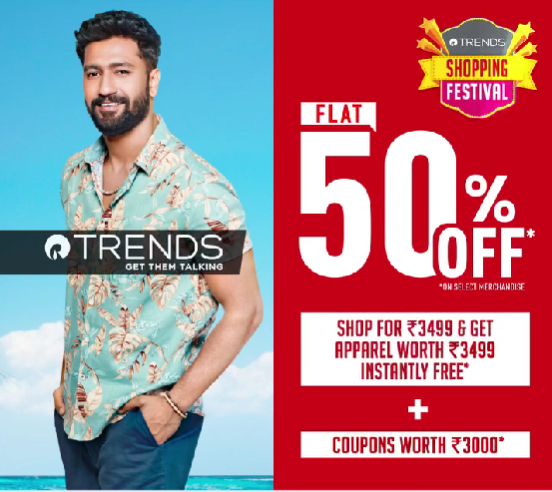 TRENDS
GET THEM TALKING
TRENDS
SHOPPING
FESTIVAL
FLAT
50%
OFF*
*ON SELECT MERCHANDISE
SHOP FOR ₹3499 & GET
APPAREL WORTH ₹3499
INSTANTLY FREE*
+
COUPONS WORTH ₹3000*